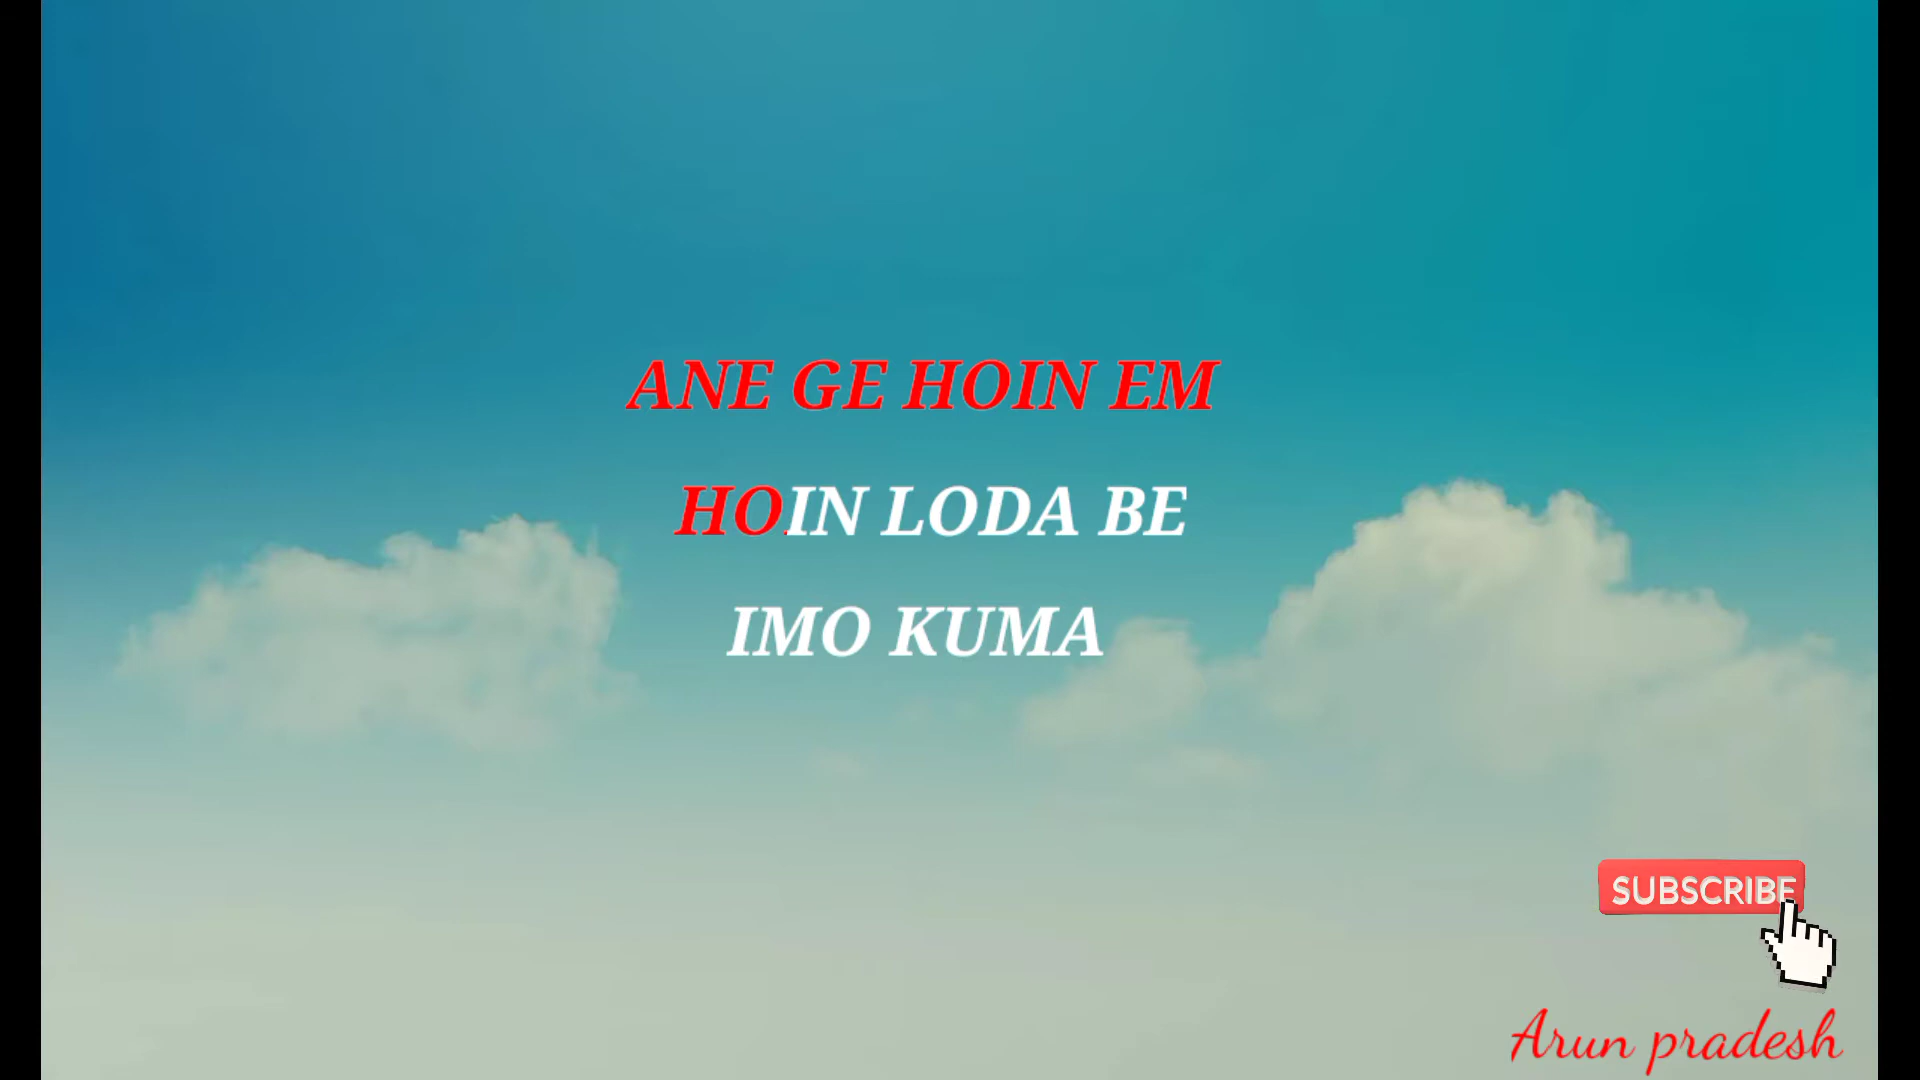 ANE GE HOIN EM
HOIN LODA BE
IMO KUMA
SUBSCRIBE
Arun pradesh